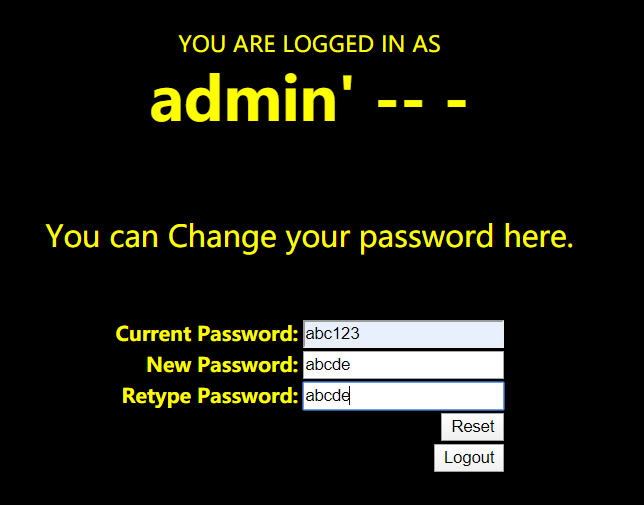 YOU ARE LOGGED IN AS
admin' -- -
You can Change your password here.
Current Password: abc123
New Password: abcde
Retype Password: abcde
Reset
Logout